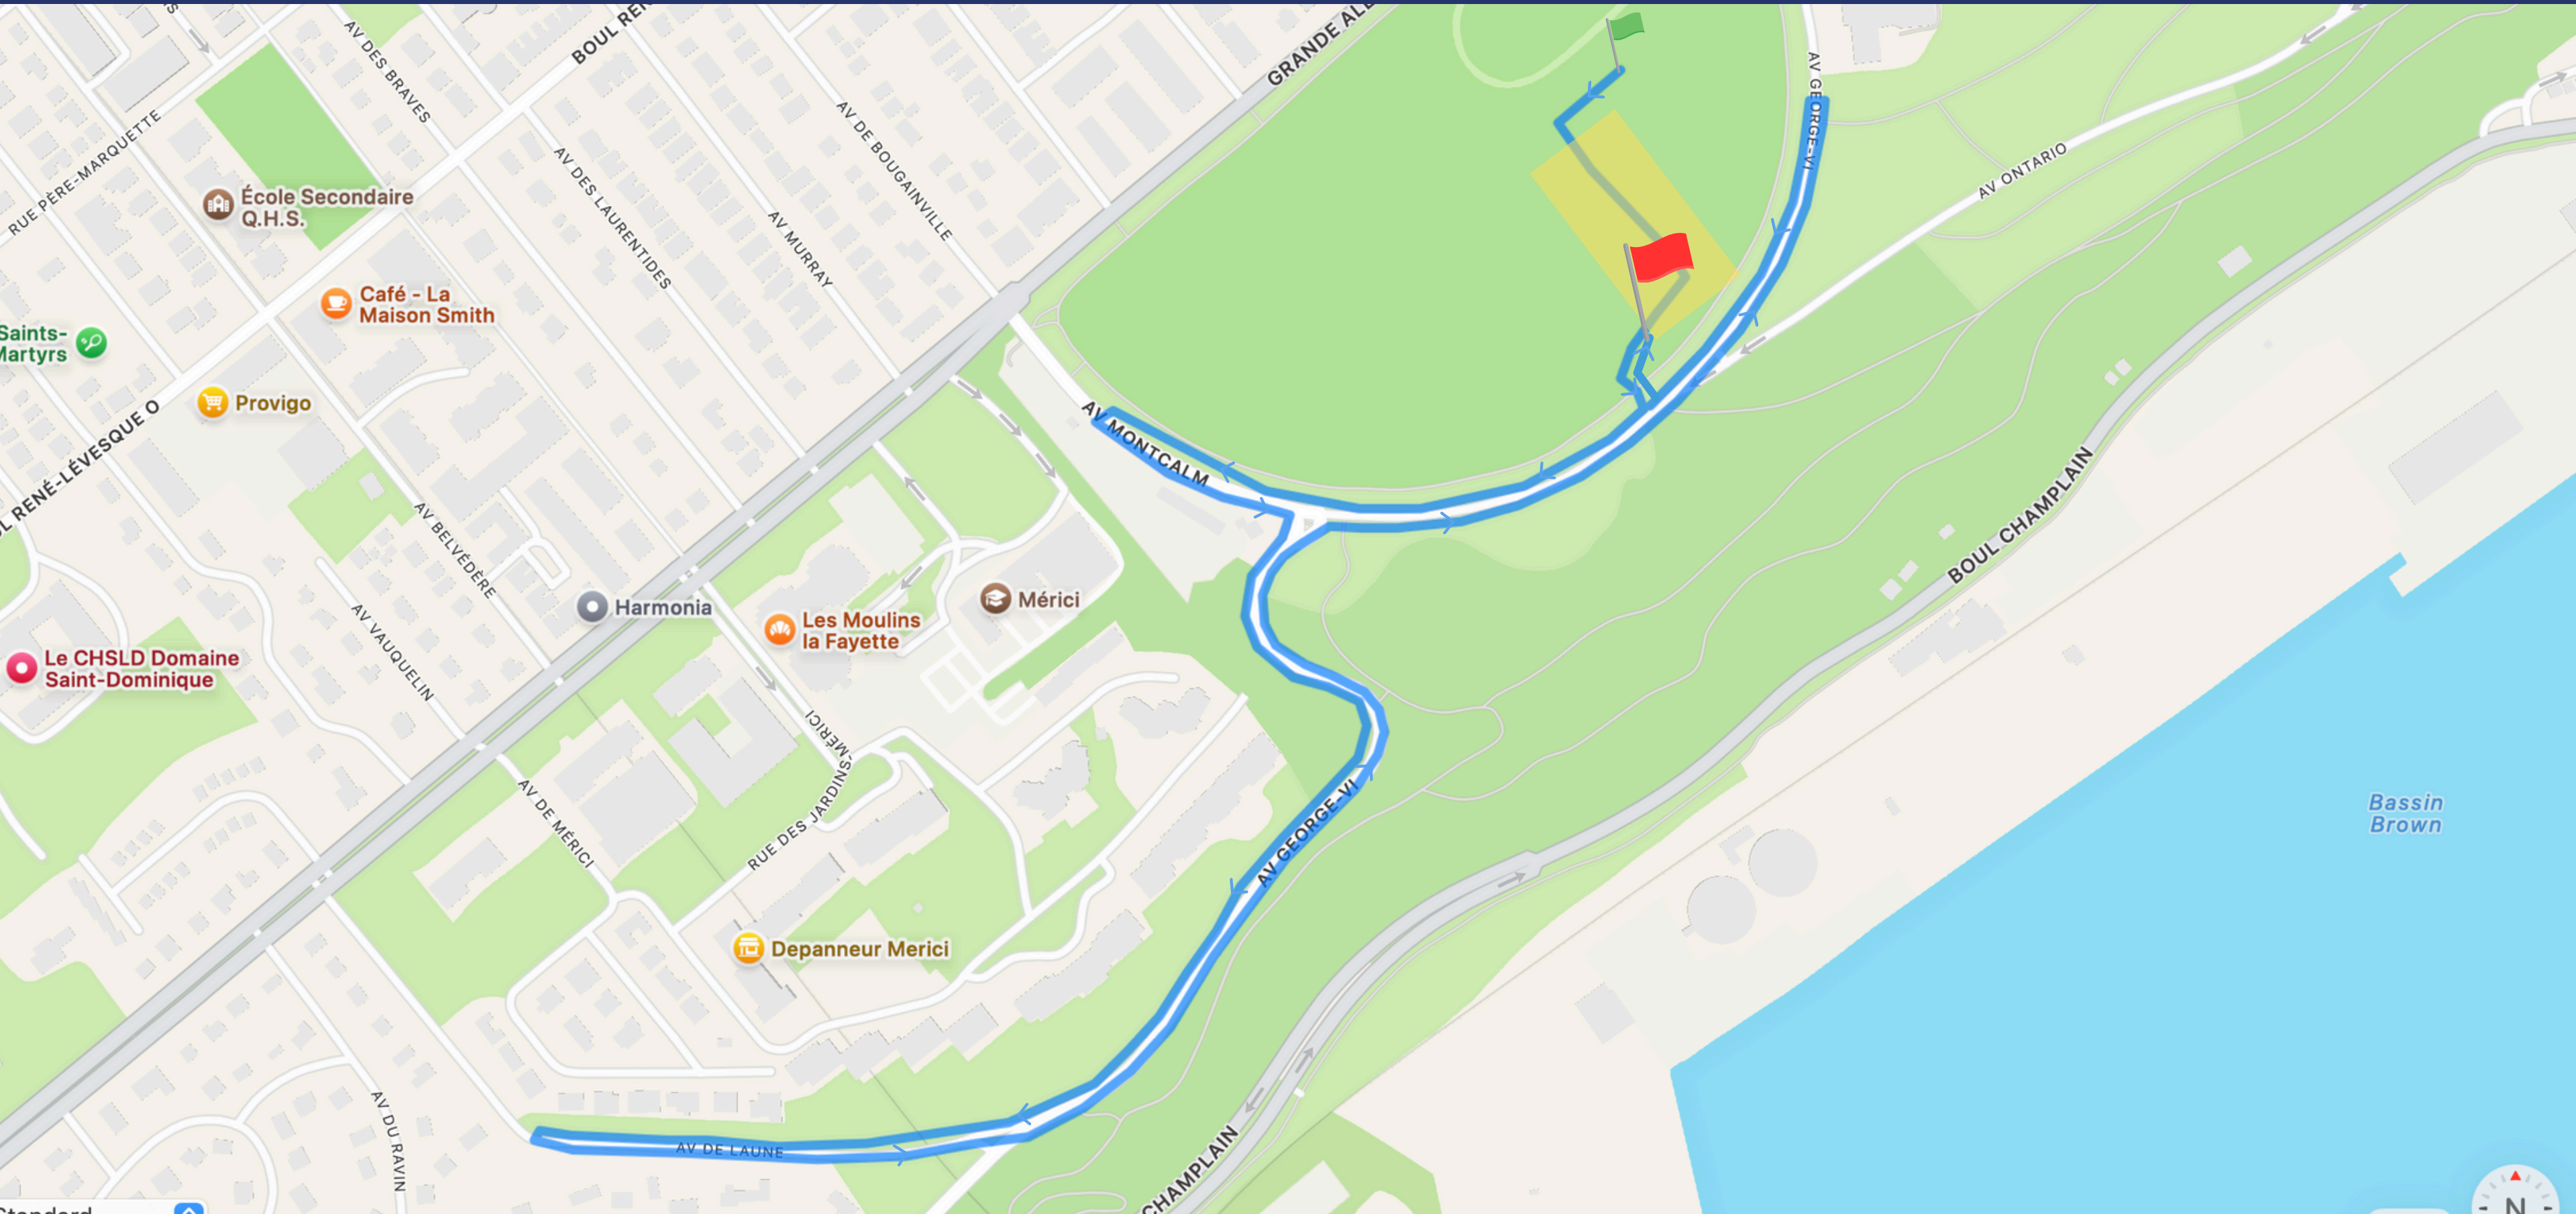 AV DES BRAVES
BOUL REN
RUE PÈRE-MARQUETTE
AV DES LAURENTIDES
AV DE BOUGAINVILLE
AV MURRAY
GRANDE ALL
AV GEORGE-VI
AV ONTARIO
École Secondaire
Q.H.S.
Café - La
Maison Smith
Saints-
Martyrs
Provigo
L RENÉ-LÉVESQUE O
AV MONTCALM
AV BELVÉDÈRE
BOUL CHAMPLAIN
Harmonia
Mérici
Les Moulins
la Fayette
AV VAUQUELIN
Le CHSLD Domaine
Saint-Dominique
RUE DES JARDINS-MÉRICI
AV DE MÉRICI
AV GEORGE-VI
Bassin
Brown
Depanneur Merici
AV DU RAVIN
AV DE LAUNE
CHAMPLAIN
Standard
N